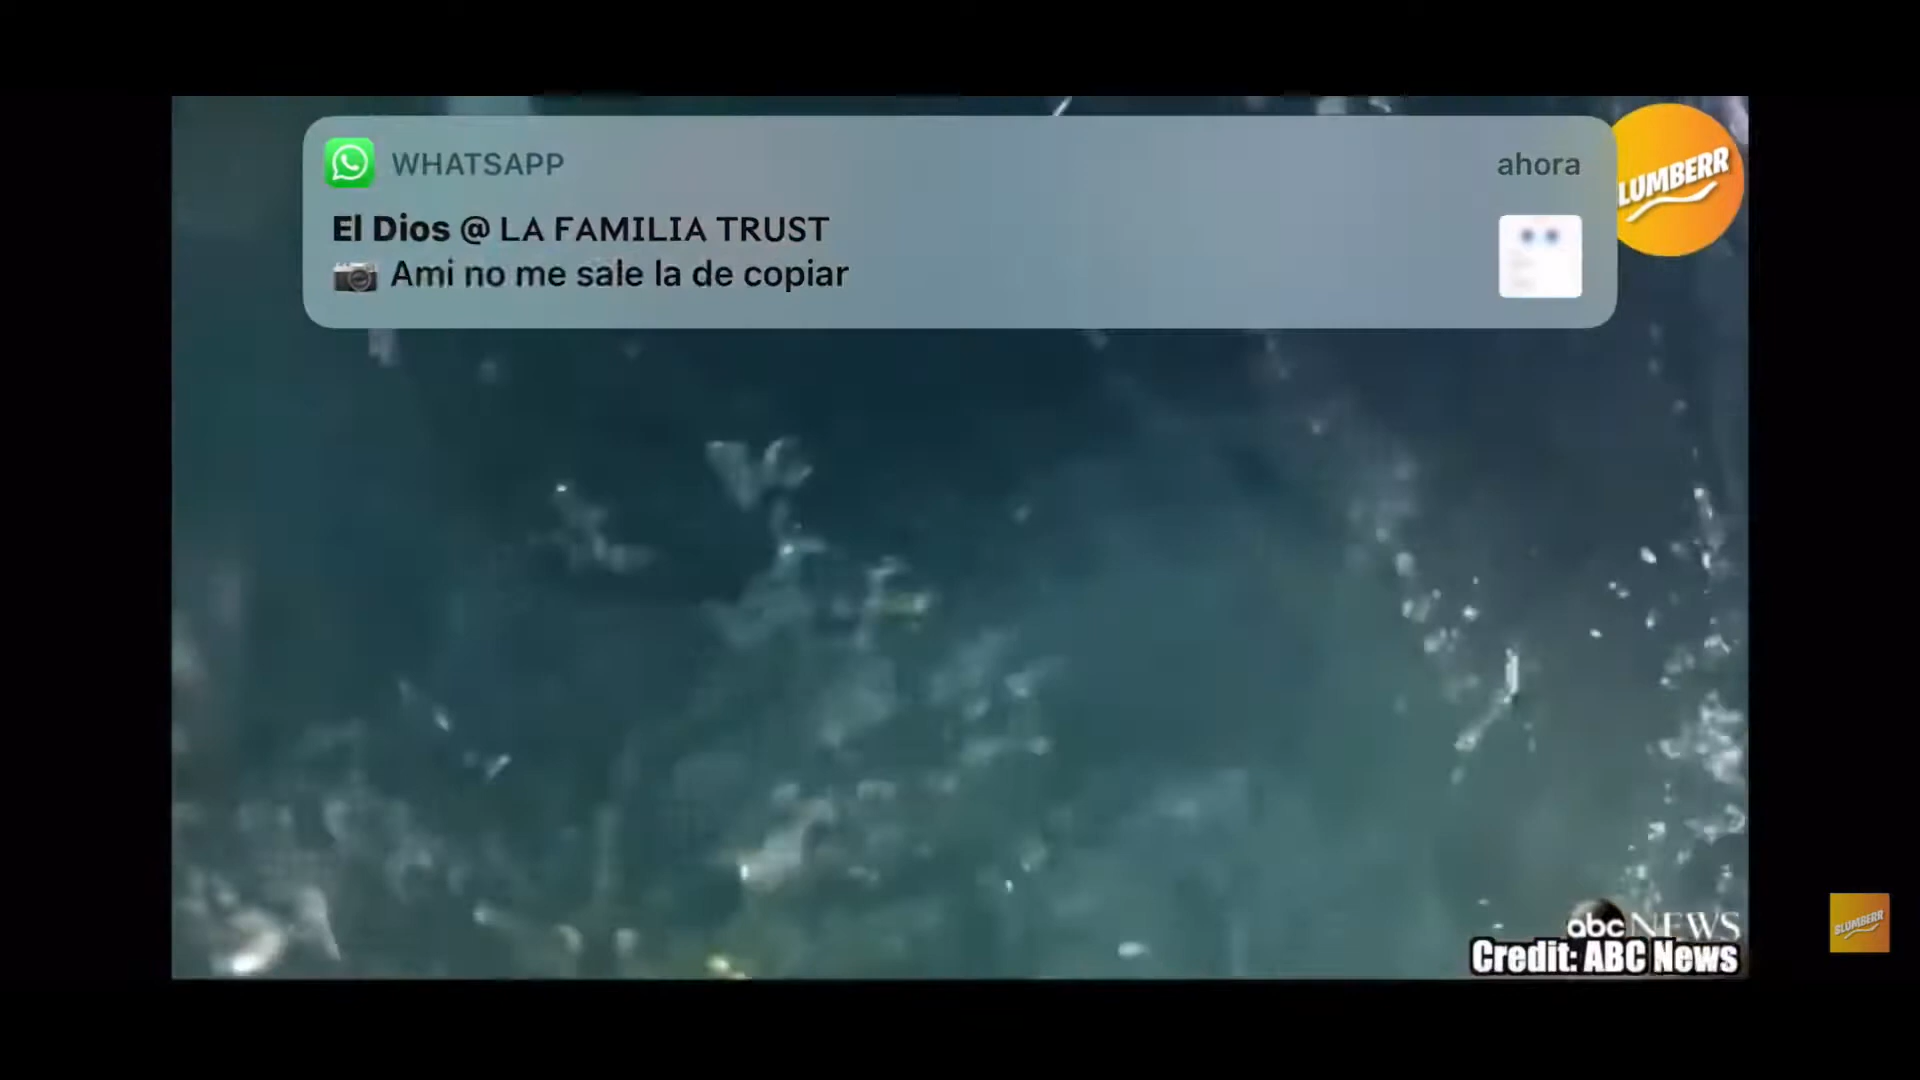 WHATSAPP
ahora
El Dios @ LA FAMILIA TRUST
Ami no me sale la de copiar
LUMBERR
abc NEWS
Credit: ABC News
SLUMBERR